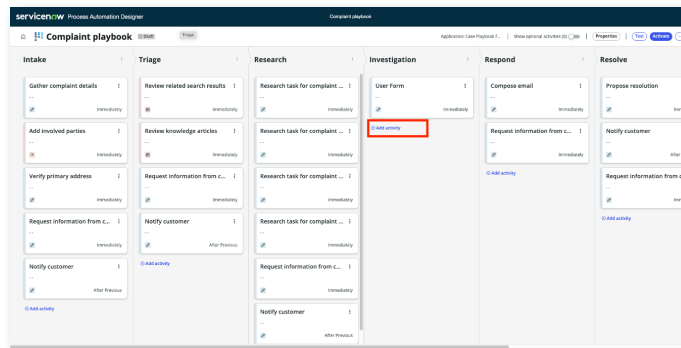 servicenow Process Automation Designer
Complaint playbook
Complaint playbook Draft Triage
Application: Case Playbook f... Show optional activities (0) Properties Test Activate
Intake
Gather complaint details
--
Immediately
Add involved parties
--
Immediately
Verify primary address
--
Immediately
Request information from c...
--
Immediately
Notify customer
--
After Previous
Add activity
Triage
Review related search results
--
Immediately
Review knowledge articles
--
Immediately
Request information from c...
--
Immediately
Notify customer
--
After Previous
Add activity
Research
Research task for complaint ...
--
Immediately
Research task for complaint ...
--
Immediately
Research task for complaint ...
--
Immediately
Research task for complaint ...
--
Immediately
Request information from c...
--
Immediately
Notify customer
--
After Previous
Investigation
User Form
--
Immediately
Add activity
Respond
Compose email
--
Immediately
Request information from c...
--
Immediately
Add activity
Resolve
Propose resolution
--
Imm
Notify customer
--
After
Request information from c
--
Imm
Add activity